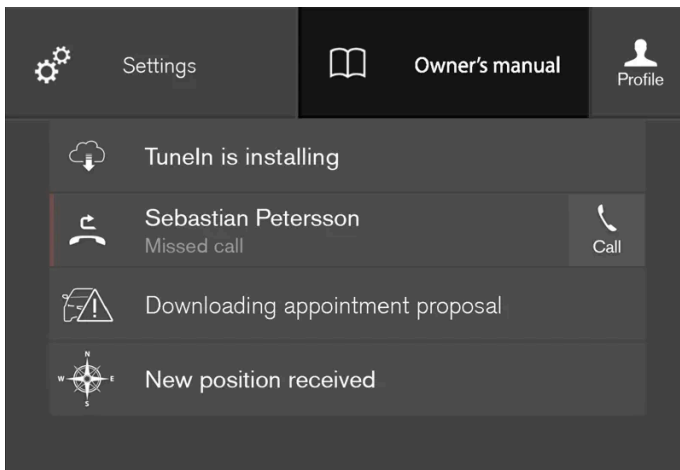 Settings
Owner's manual
Profile
TuneIn is installing
Sebastian Petersson
Missed call
Call
Downloading appointment proposal
N
W
E
S
New position received